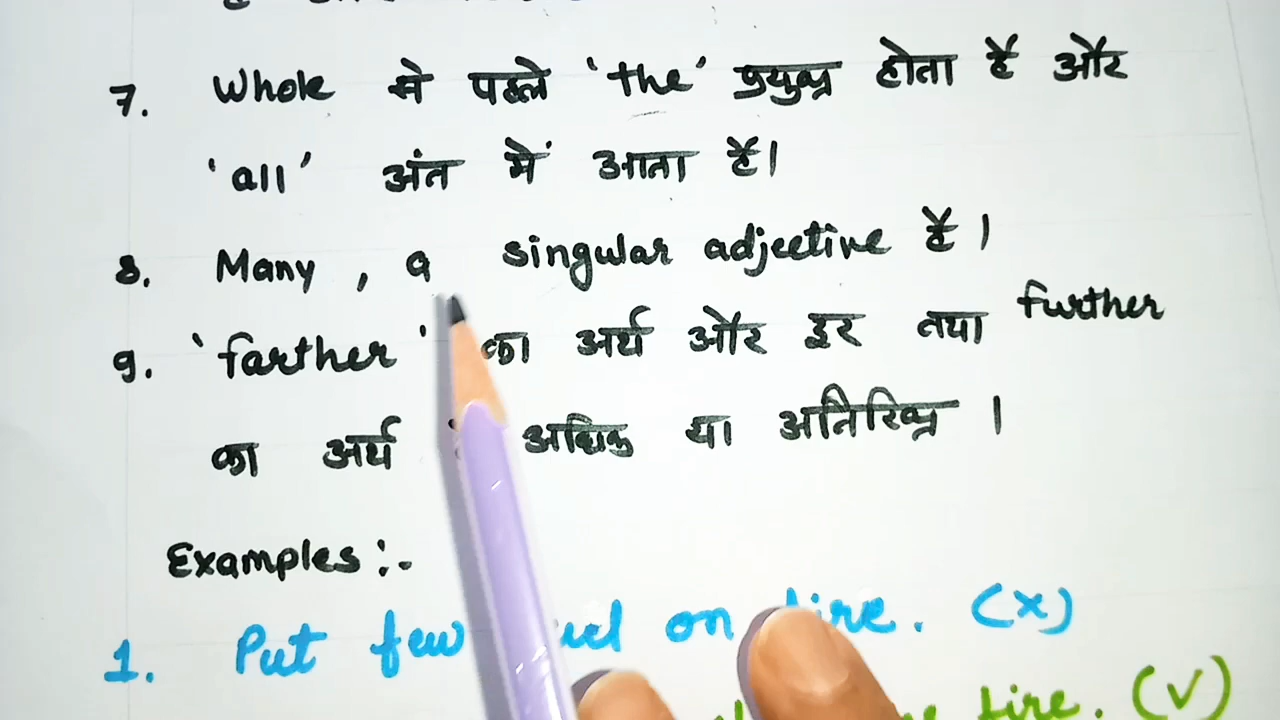 7. Whole से पहले 'the' प्रयुक्त होता है और
'all' अंत में आता है।
8. Many, a singular adjective है।
9. 'farther' का अर्थ और दूर तथा further
का अर्थ अधिक या अतिरिक्त।
Examples :-
1. Put few on fire. (x)
fire. (✓)